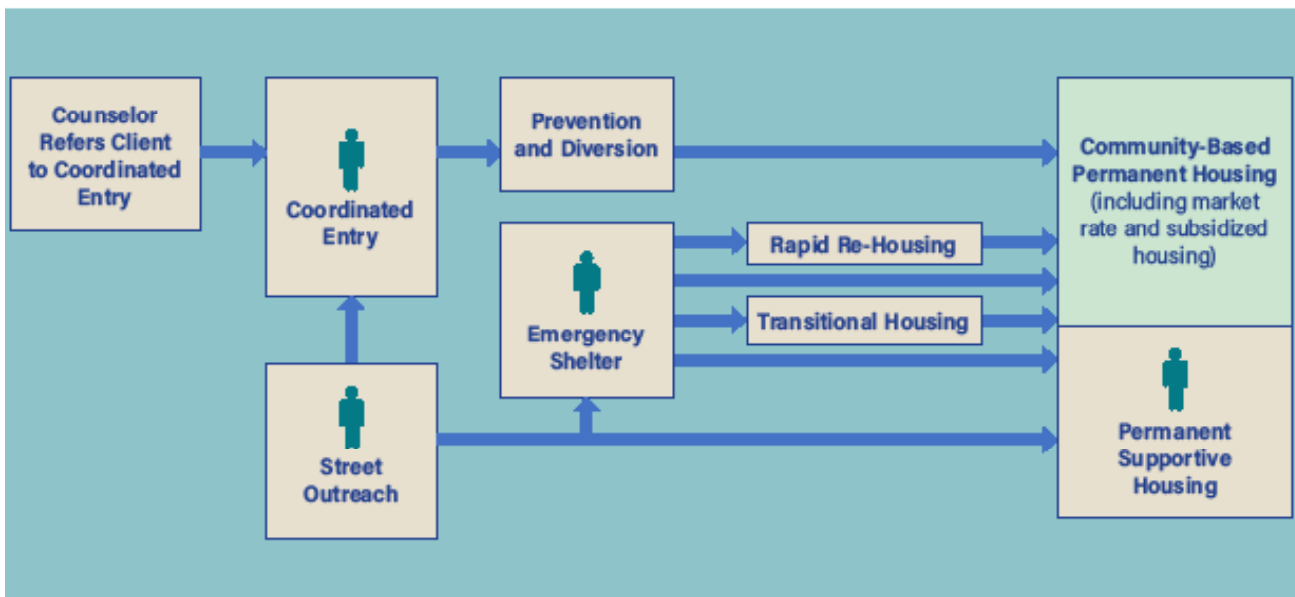 Counselor
Refers Client
to Coordinated
Entry
Coordinated
Entry
Prevention
and Diversion
Community-Based
Permanent Housing
(including market
rate and subsidized
housing)
Rapid Re-Housing
Emergency
Shelter
Transitional Housing
Street
Outreach
Permanent
Supportive
Housing